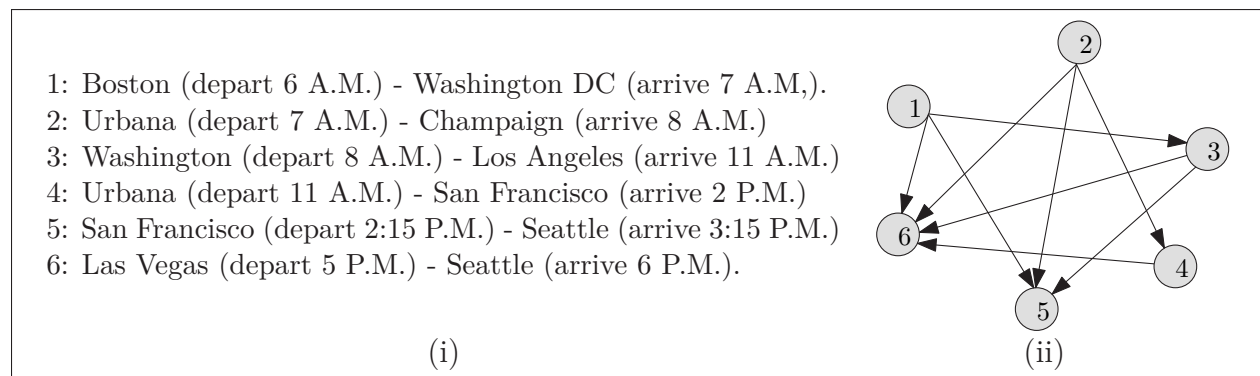 1: Boston (depart 6 A.M.) - Washington DC (arrive 7 A.M,).
2: Urbana (depart 7 A.M.) - Champaign (arrive 8 A.M.)
3: Washington (depart 8 A.M.) - Los Angeles (arrive 11 A.M.)
4: Urbana (depart 11 A.M.) - San Francisco (arrive 2 P.M.)
5: San Francisco (depart 2:15 P.M.) - Seattle (arrive 3:15 P.M.)
6: Las Vegas (depart 5 P.M.) - Seattle (arrive 6 P.M.).
(i)
2
1
3
6
4
5
(ii)